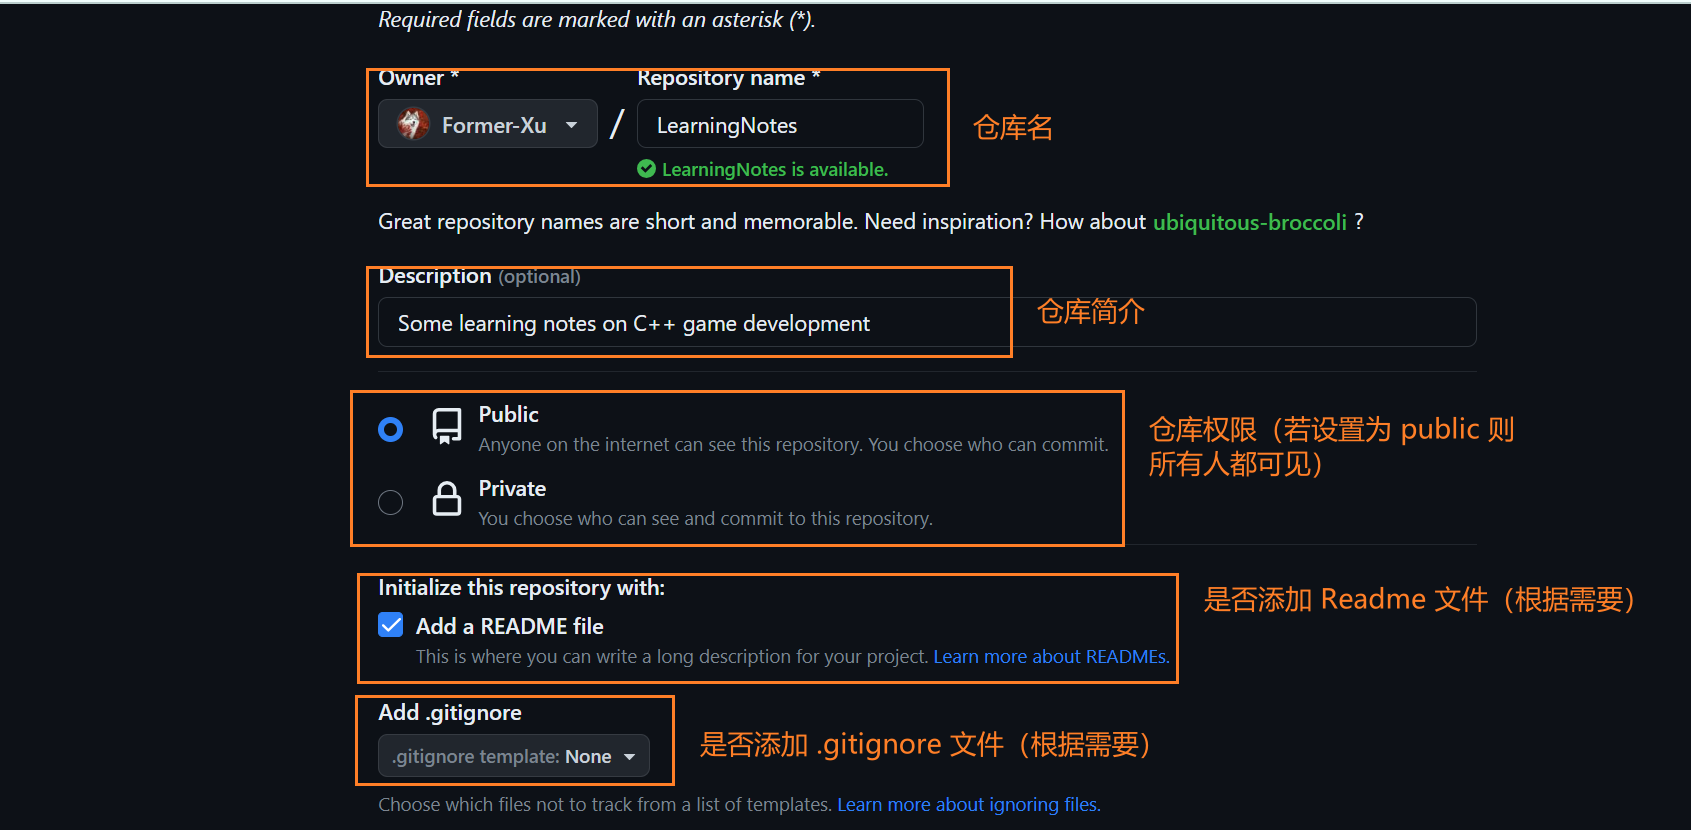 Required fields are marked with an asterisk (*).
Owner *
Repository name *
Former-Xu
/
LearningNotes
仓库名
LearningNotes is available.
Great repository names are short and memorable. Need inspiration? How about ubiquitous-broccoli ?
Description (optional)
仓库简介
Some learning notes on C++ game development
Public
Anyone on the internet can see this repository. You choose who can commit.
仓库权限（若设置为 public 则
所有人都可见）
Private
You choose who can see and commit to this repository.
Initialize this repository with:
是否添加 Readme 文件（根据需要）
Add a README file
This is where you can write a long description for your project. Learn more about READMEs.
Add .gitignore
是否添加 .gitignore 文件（根据需要）
.gitignore template: None
Choose which files not to track from a list of templates. Learn more about ignoring files.